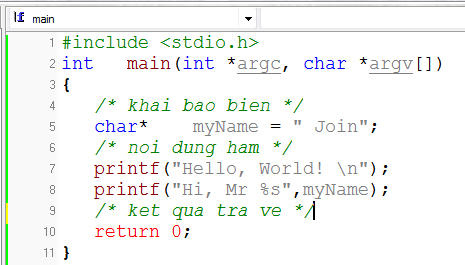 main
1 #include <stdio.h>
2 int   main(int *argc, char *argv[])
3 {
4    /* khai bao bien */
5    char*    myName = " Join";
6    /* noi dung ham */
7    printf("Hello, World! \n");
8    printf("Hi, Mr %s",myName);
9    /* ket qua tra ve */
10    return 0;
11 }